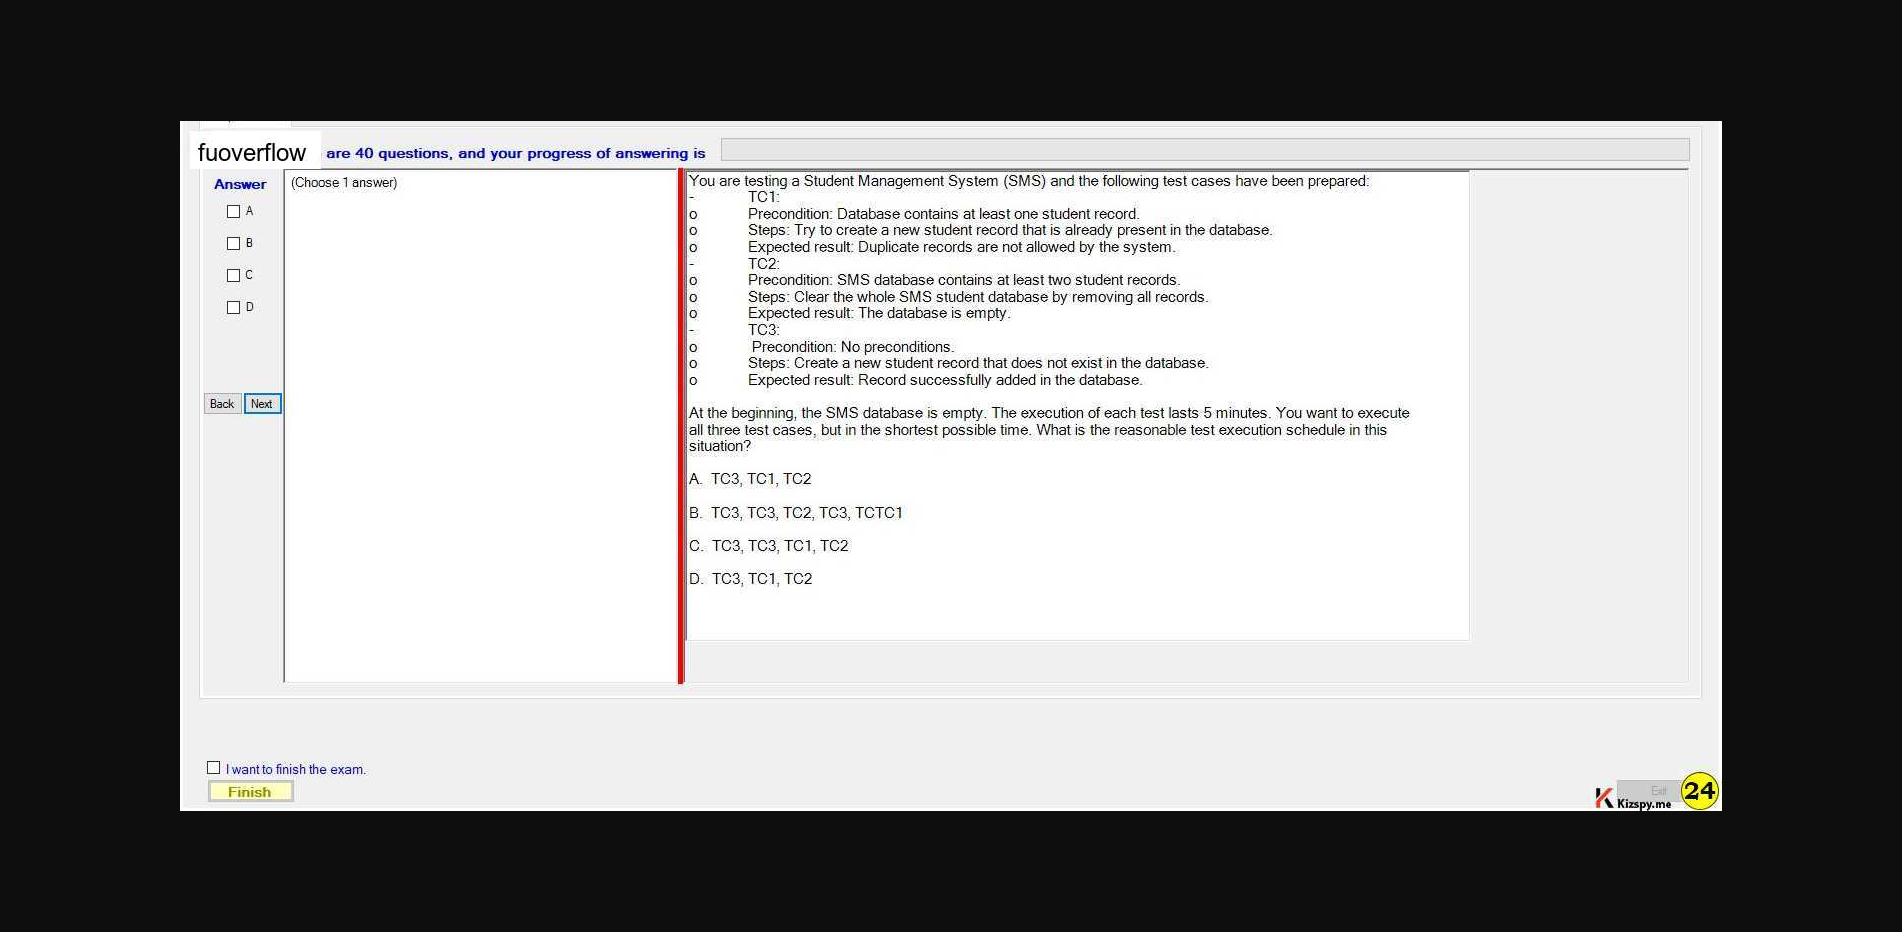 fuoverflow are 40 questions, and your progress of answering is
Answer
(Choose 1 answer)
A
B
C
D
Back Next
You are testing a Student Management System (SMS) and the following test cases have been prepared:
- TC1:
o Precondition: Database contains at least one student record.
o Steps: Try to create a new student record that is already present in the database.
o Expected result: Duplicate records are not allowed by the system.
- TC2:
o Precondition: SMS database contains at least two student records.
o Steps: Clear the whole SMS student database by removing all records.
o Expected result: The database is empty.
- TC3:
o Precondition: No preconditions.
o Steps: Create a new student record that does not exist in the database.
o Expected result: Record successfully added in the database.
At the beginning, the SMS database is empty. The execution of each test lasts 5 minutes. You want to execute
all three test cases, but in the shortest possible time. What is the reasonable test execution schedule in this
situation?
A. TC3, TC1, TC2
B. TC3, TC3, TC2, TC3, TCTC1
C. TC3, TC3, TC1, TC2
D. TC3, TC1, TC2
I want to finish the exam.
Finish
Exit
Kizspy.me
24